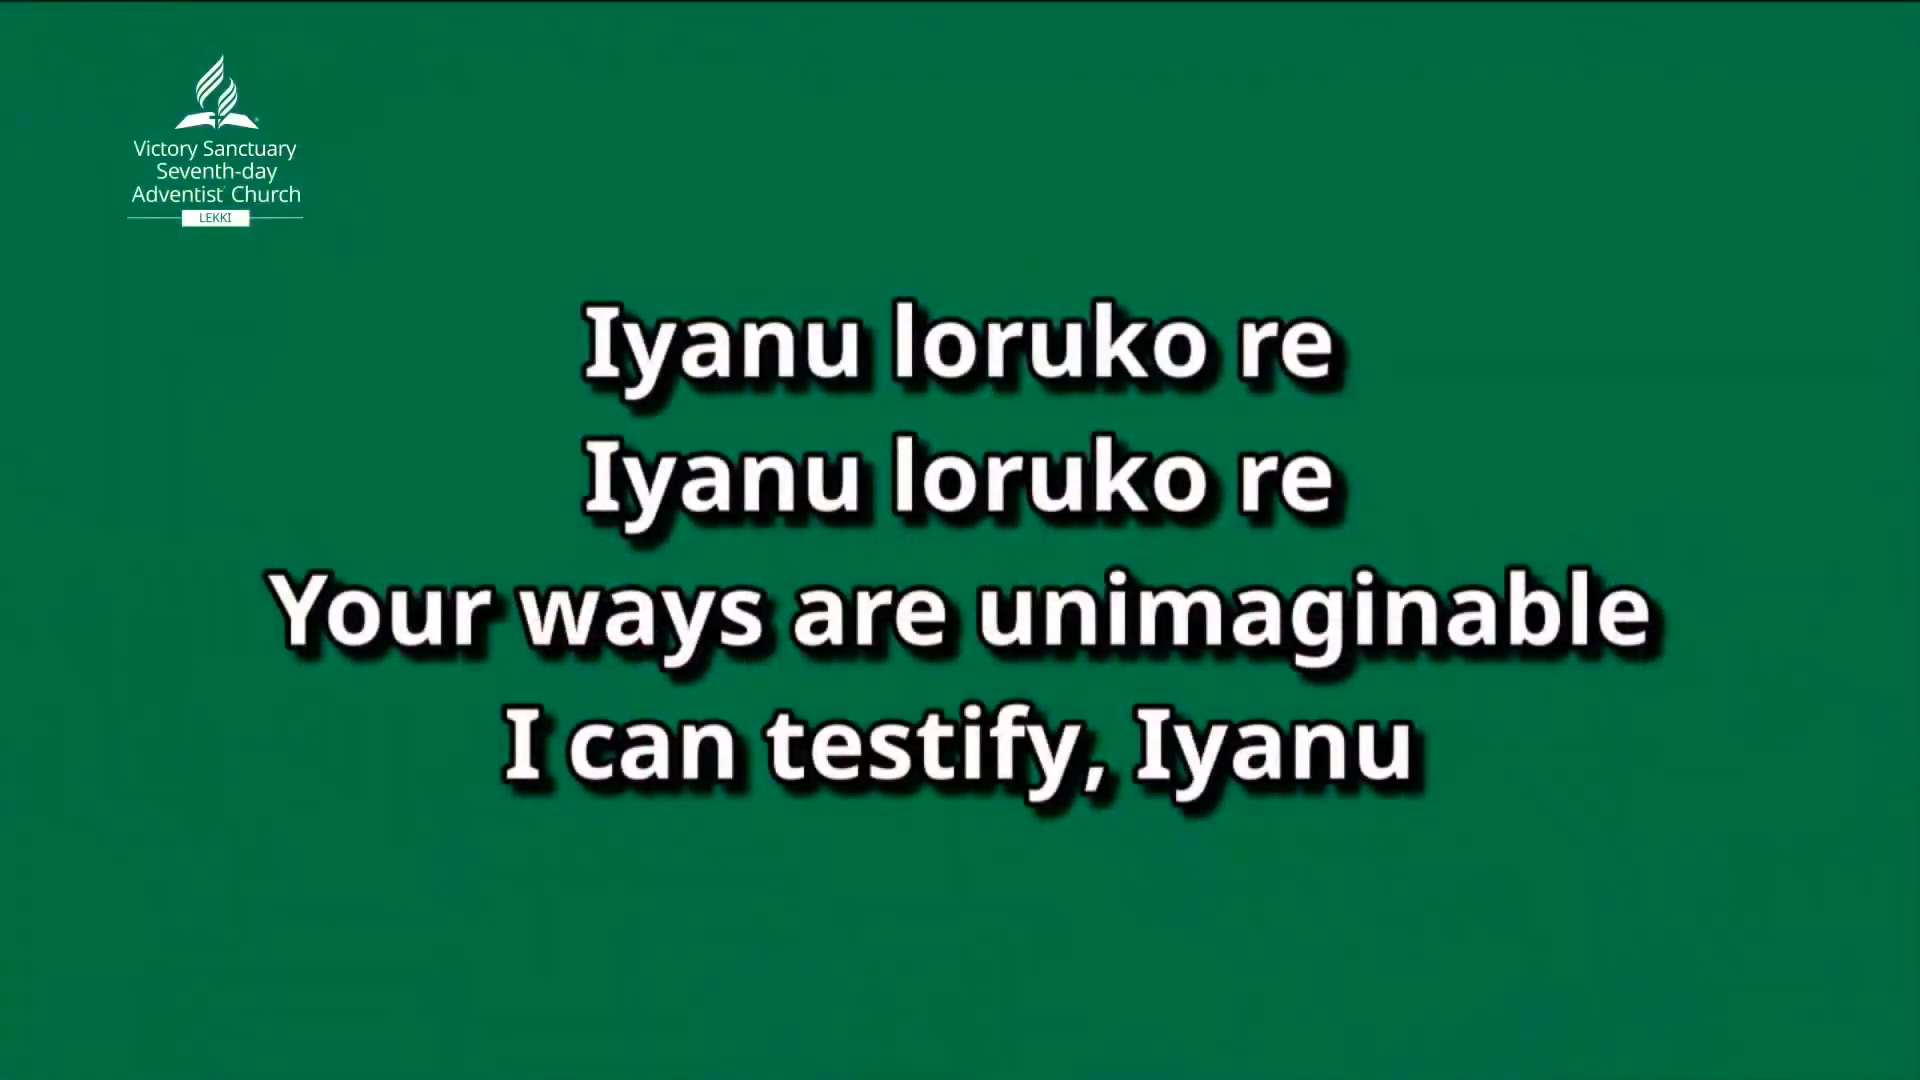 Victory Sanctuary
Seventh-day
Adventist Church
LEKKI
Iyanu loruko re
Iyanu loruko re
Your ways are unimaginable
I can testify, Iyanu